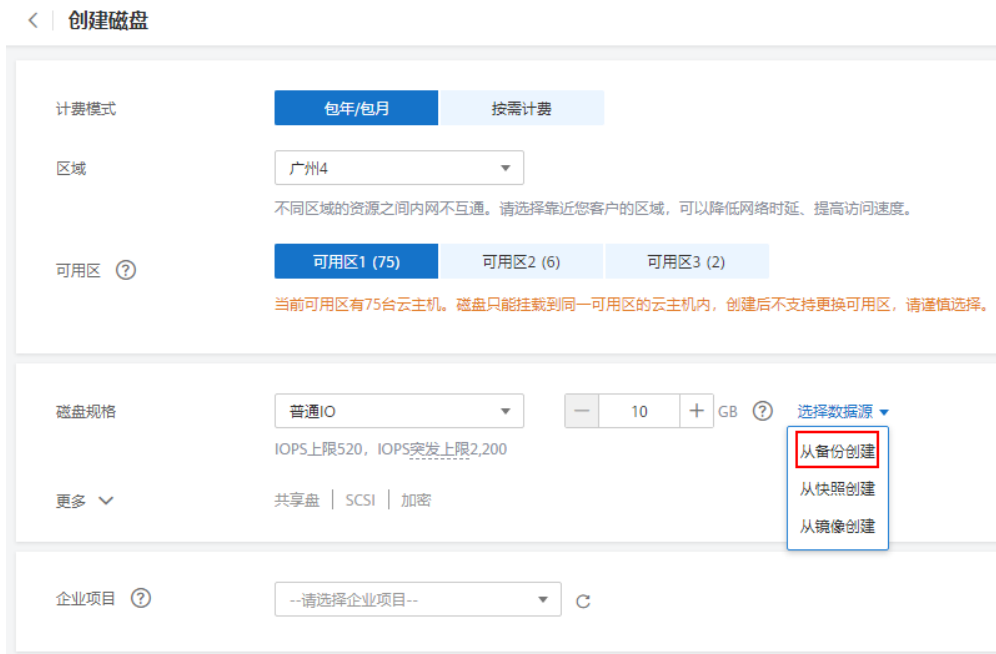 创建磁盘
计费模式 包年/包月 按需计费
区域 广州4
不同区域的资源之间内网不互通。请选择靠近您客户的区域，可以降低网络时延、提高访问速度。
可用区 ? 可用区1 (75) 可用区2 (6) 可用区3 (2)
当前可用区有75台云主机。磁盘只能挂载到同一可用区的云主机内，创建后不支持更换可用区，请谨慎选择。
磁盘规格 普通IO − 10 + GB ? 选择数据源
IOPS上限520，IOPS突发上限2,200
从备份创建
从快照创建
从镜像创建
更多 共享盘 | SCSI | 加密
企业项目 ? --请选择企业项目--